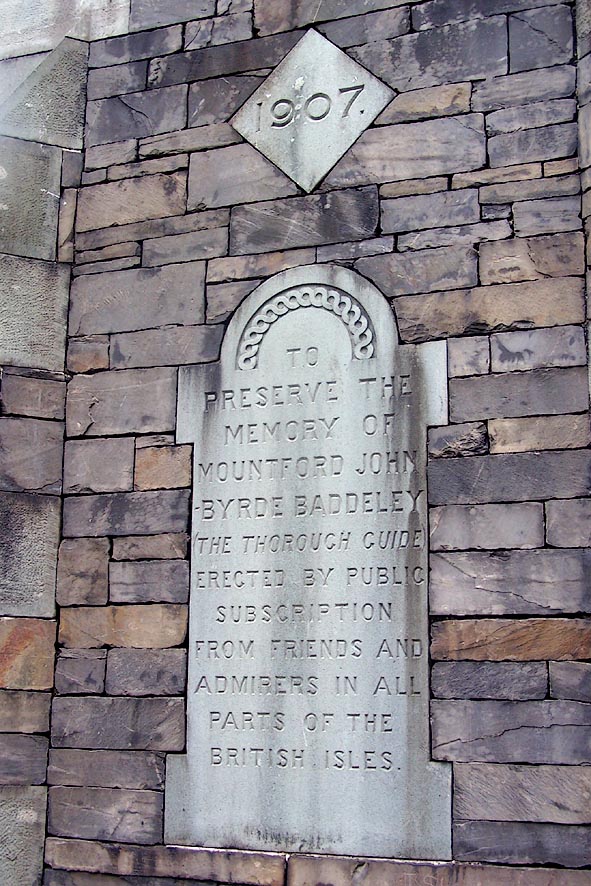 1907.
TO
PRESERVE THE
MEMORY OF
MOUNTFORD JOHN
-BYRDE BADDELEY
(THE THOROUGH GUIDE)
ERECTED BY PUBLIC
SUBSCRIPTION
FROM FRIENDS AND
ADMIRERS IN ALL
PARTS OF THE
BRITISH ISLES.